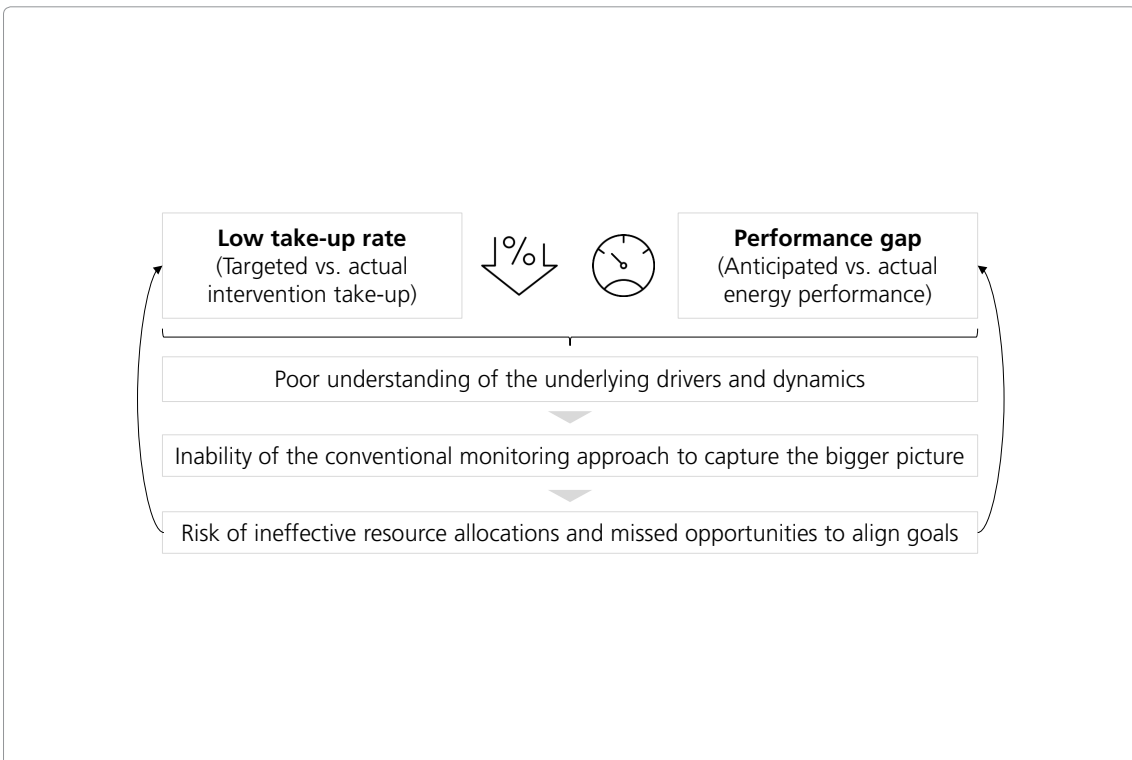 Low take-up rate
(Targeted vs. actual
intervention take-up)
%
Performance gap
(Anticipated vs. actual
energy performance)
Poor understanding of the underlying drivers and dynamics
Inability of the conventional monitoring approach to capture the bigger picture
Risk of ineffective resource allocations and missed opportunities to align goals